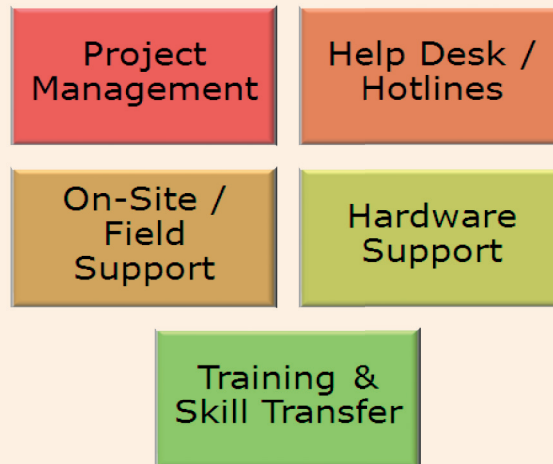 Project
Management
Help Desk /
Hotlines
On-Site /
Field
Support
Hardware
Support
Training &
Skill Transfer